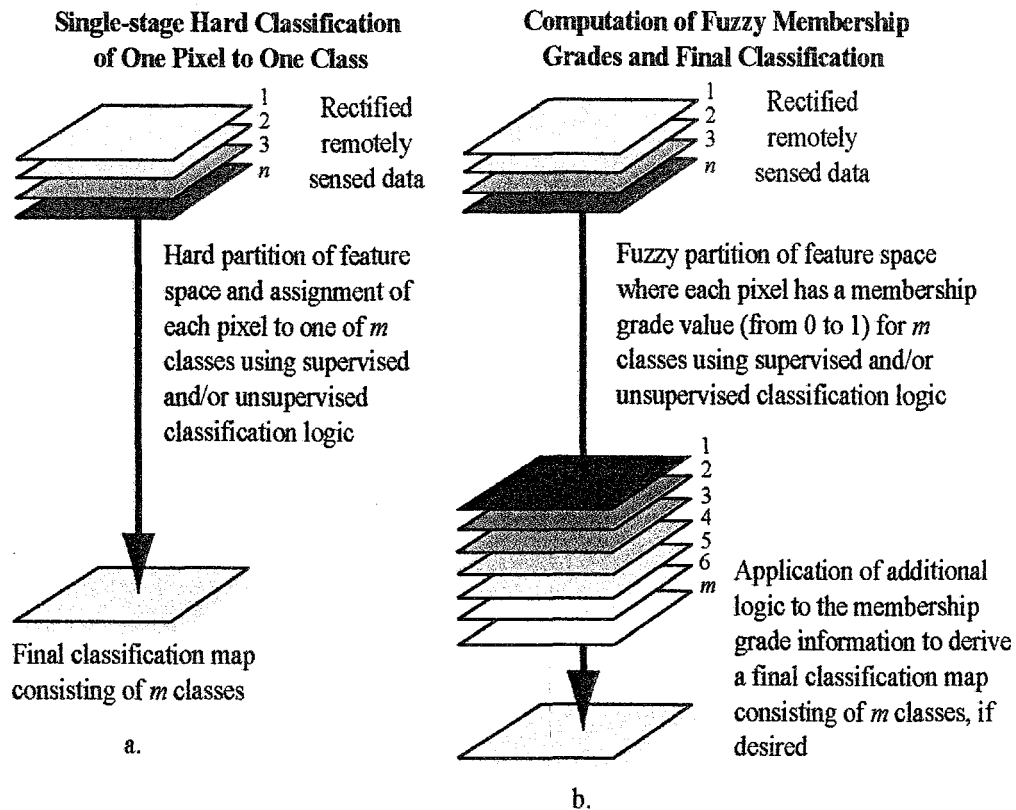 Single-stage Hard Classification
of One Pixel to One Class
1
2
3
n
Rectified
remotely
sensed data
Hard partition of feature
space and assignment of
each pixel to one of m
classes using supervised
and/or unsupervised
classification logic
Final classification map
consisting of m classes
a.
Computation of Fuzzy Membership
Grades and Final Classification
1
2
3
n
Rectified
remotely
sensed data
Fuzzy partition of feature space
where each pixel has a membership
grade value (from 0 to 1) for m
classes using supervised and/or
unsupervised classification logic
1
2
3
4
5
6
m
Application of additional
logic to the membership
grade information to derive
a final classification map
consisting of m classes, if
desired
b.